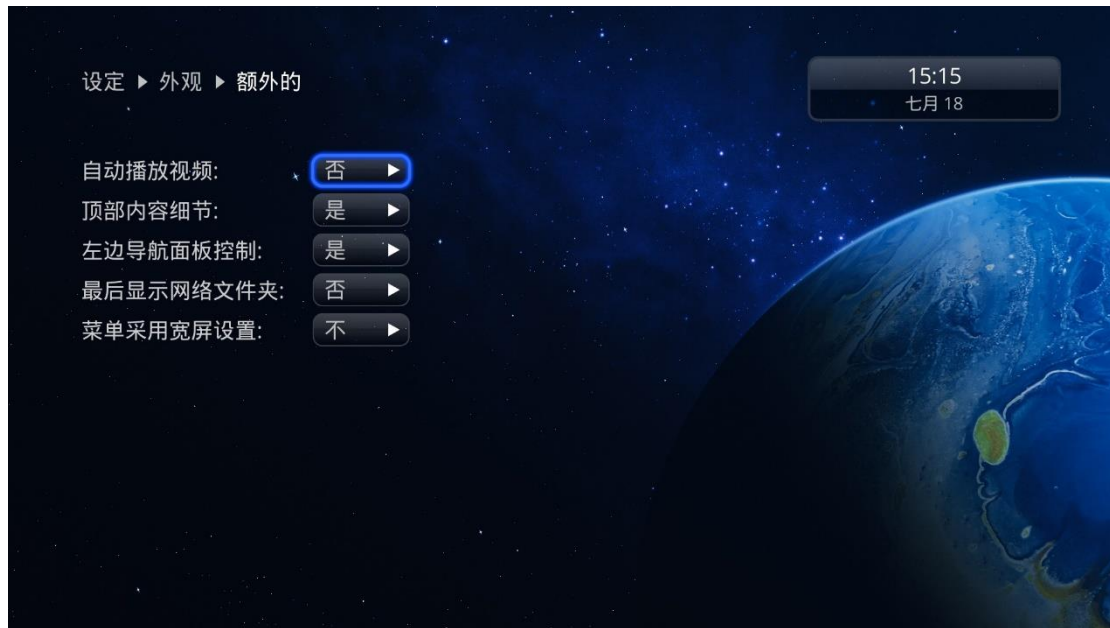 设定 ▶ 外观 ▶ 额外的
15:15
七月 18
自动播放视频: 否
顶部内容细节: 是
左边导航面板控制: 是
最后显示网络文件夹: 否
菜单采用宽屏设置: 不